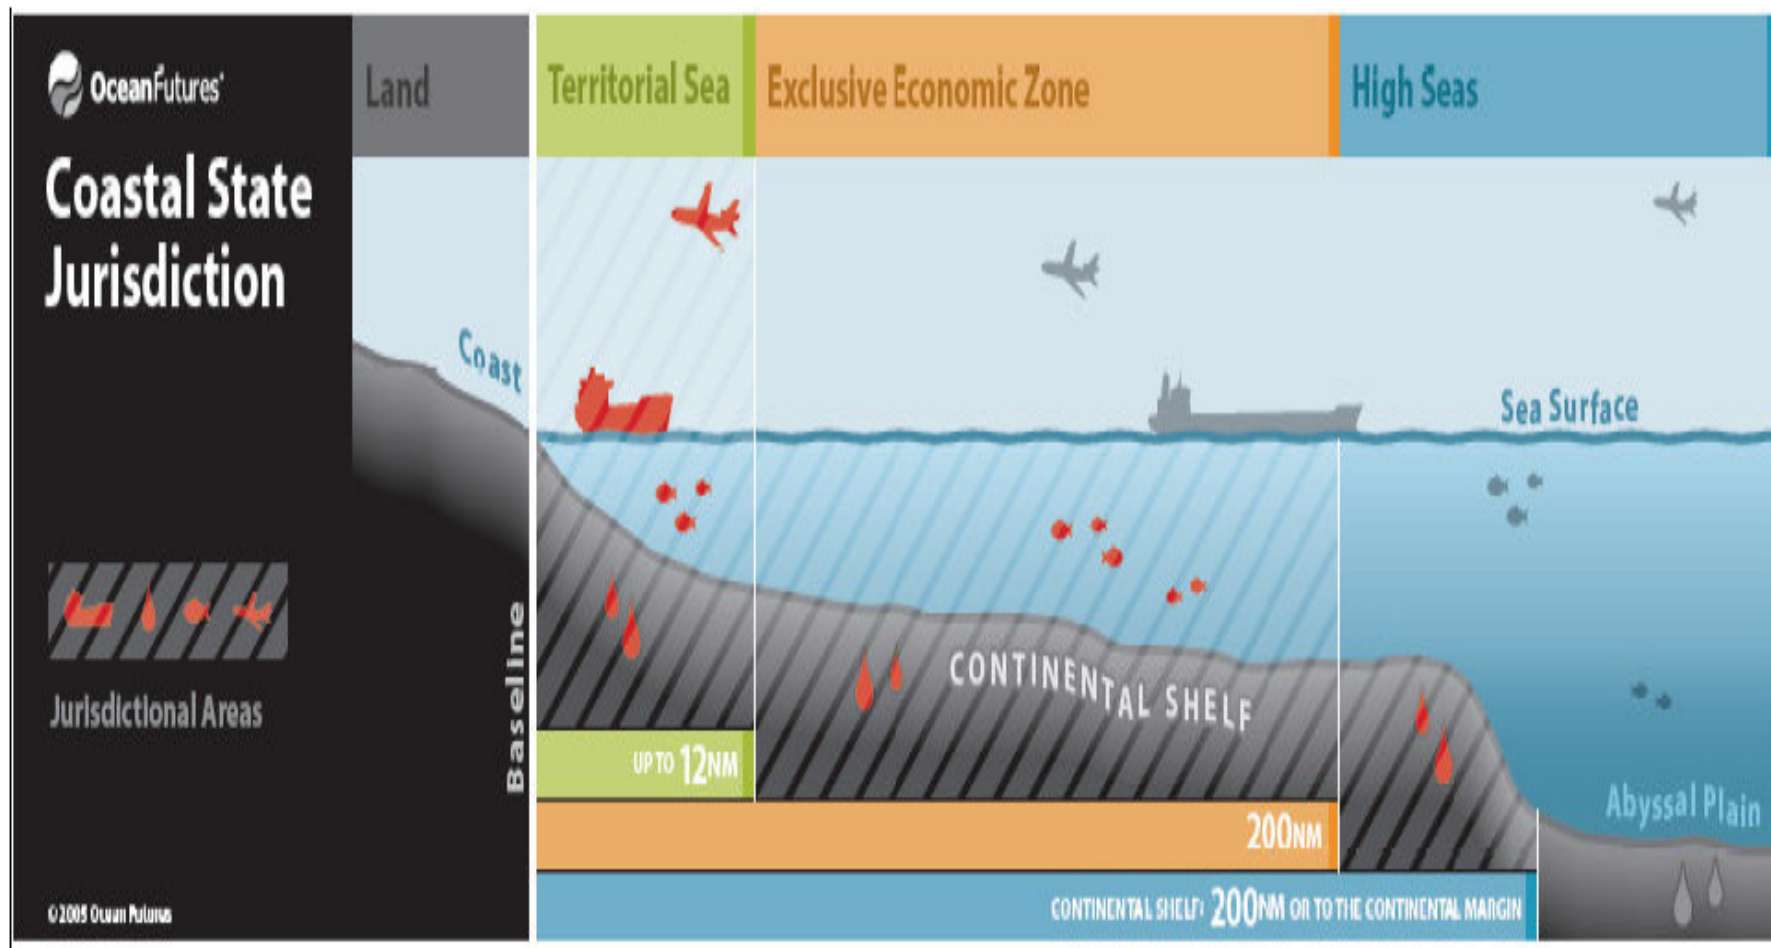 OceanFutures
Coastal State
Jurisdiction
Jurisdictional Areas
© 2005 Ocean Futures
Land
Territorial Sea
Exclusive Economic Zone
High Seas
Coast
Sea Surface
Baseline
CONTINENTAL SHELF
Abyssal Plain
UP TO 12NM
200NM
CONTINENTAL SHELF: 200NM OR TO THE CONTINENTAL MARGIN